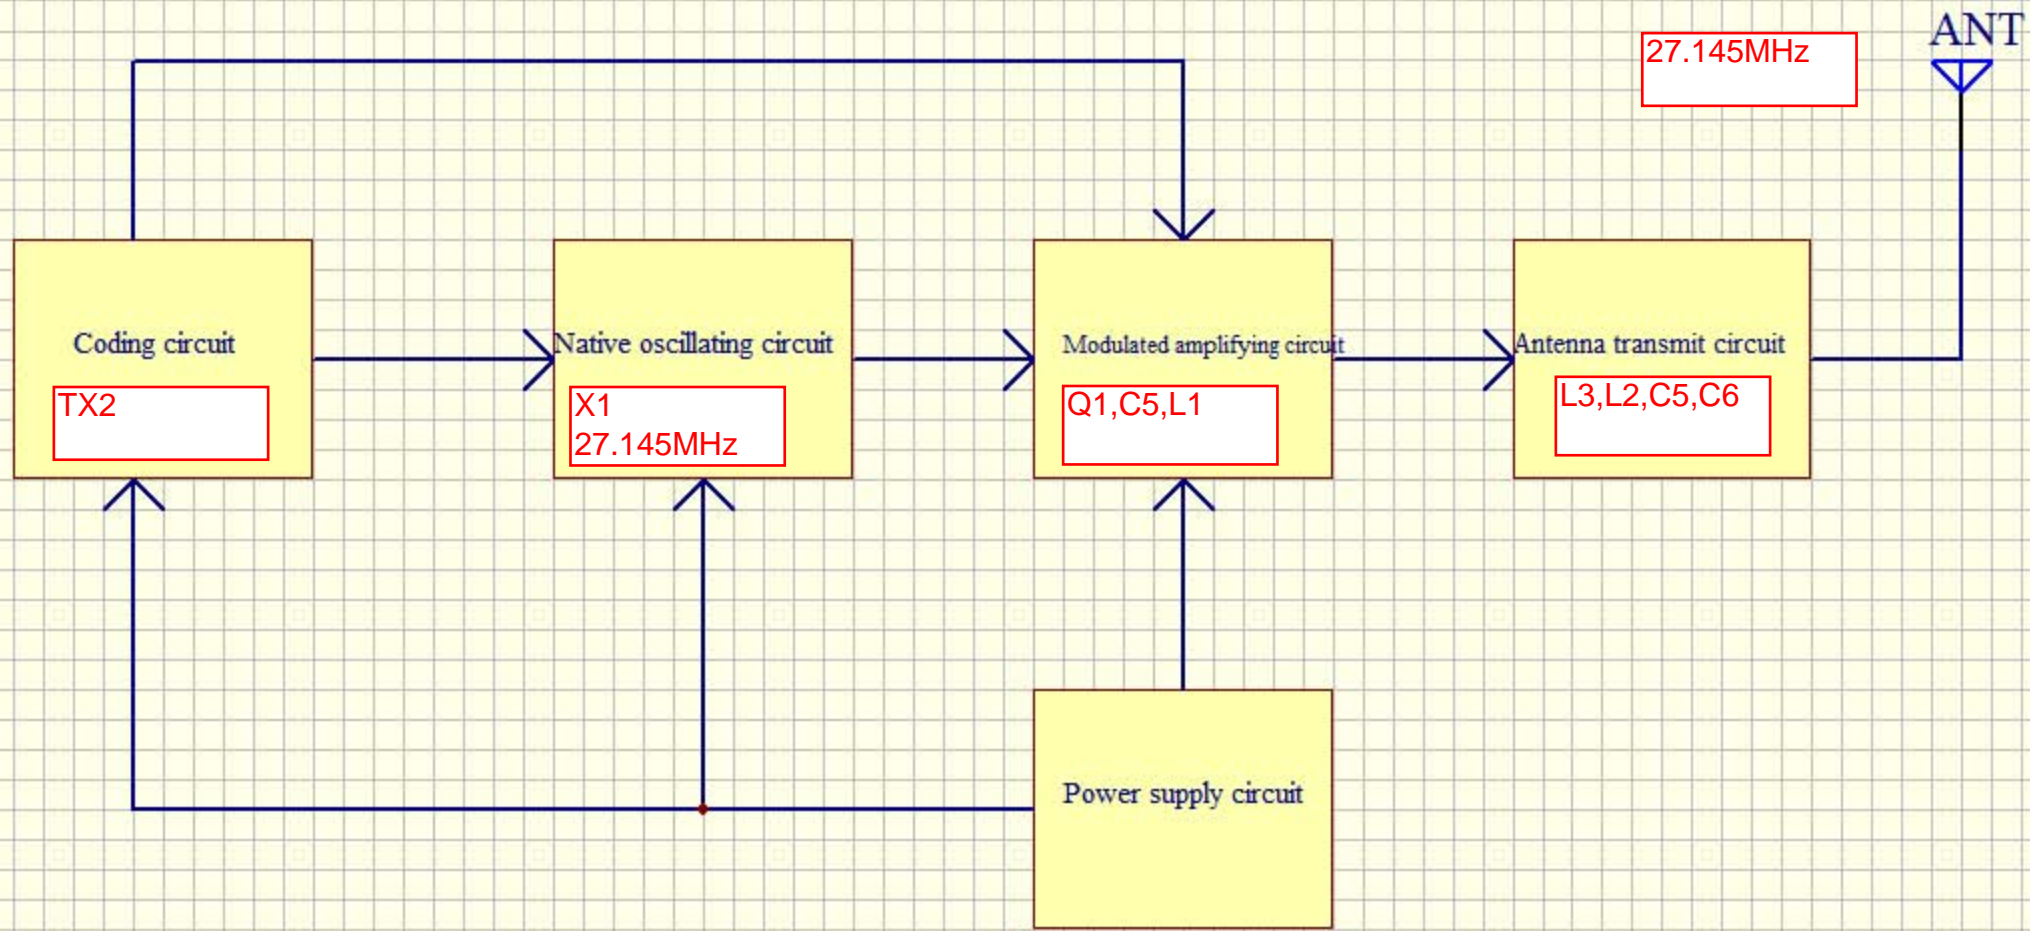 ANT
27.145MHz
Coding circuit
TX2
Native oscillating circuit
X1
27.145MHz
Modulated amplifying circuit
Q1,C5,L1
Antenna transmit circuit
L3,L2,C5,C6
Power supply circuit